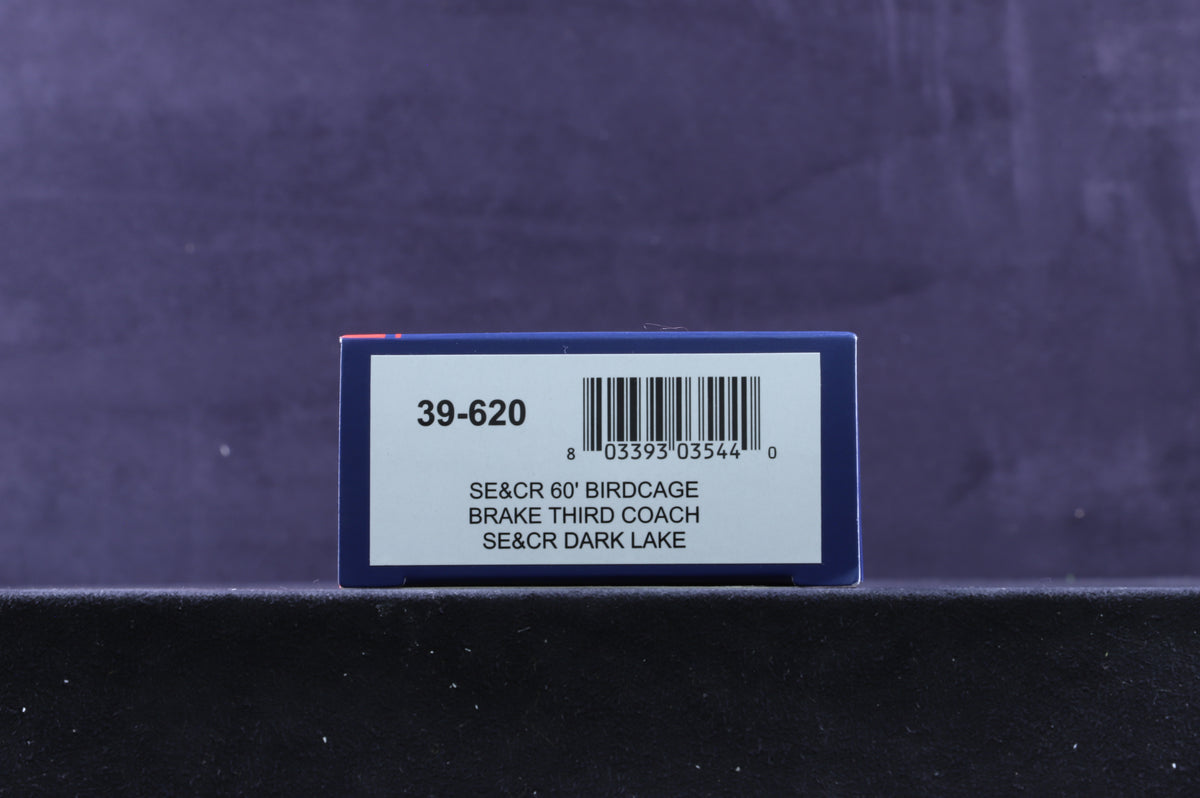 39-620
8 03393 03544 0
SE&CR 60' BIRDCAGE
BRAKE THIRD COACH
SE&CR DARK LAKE